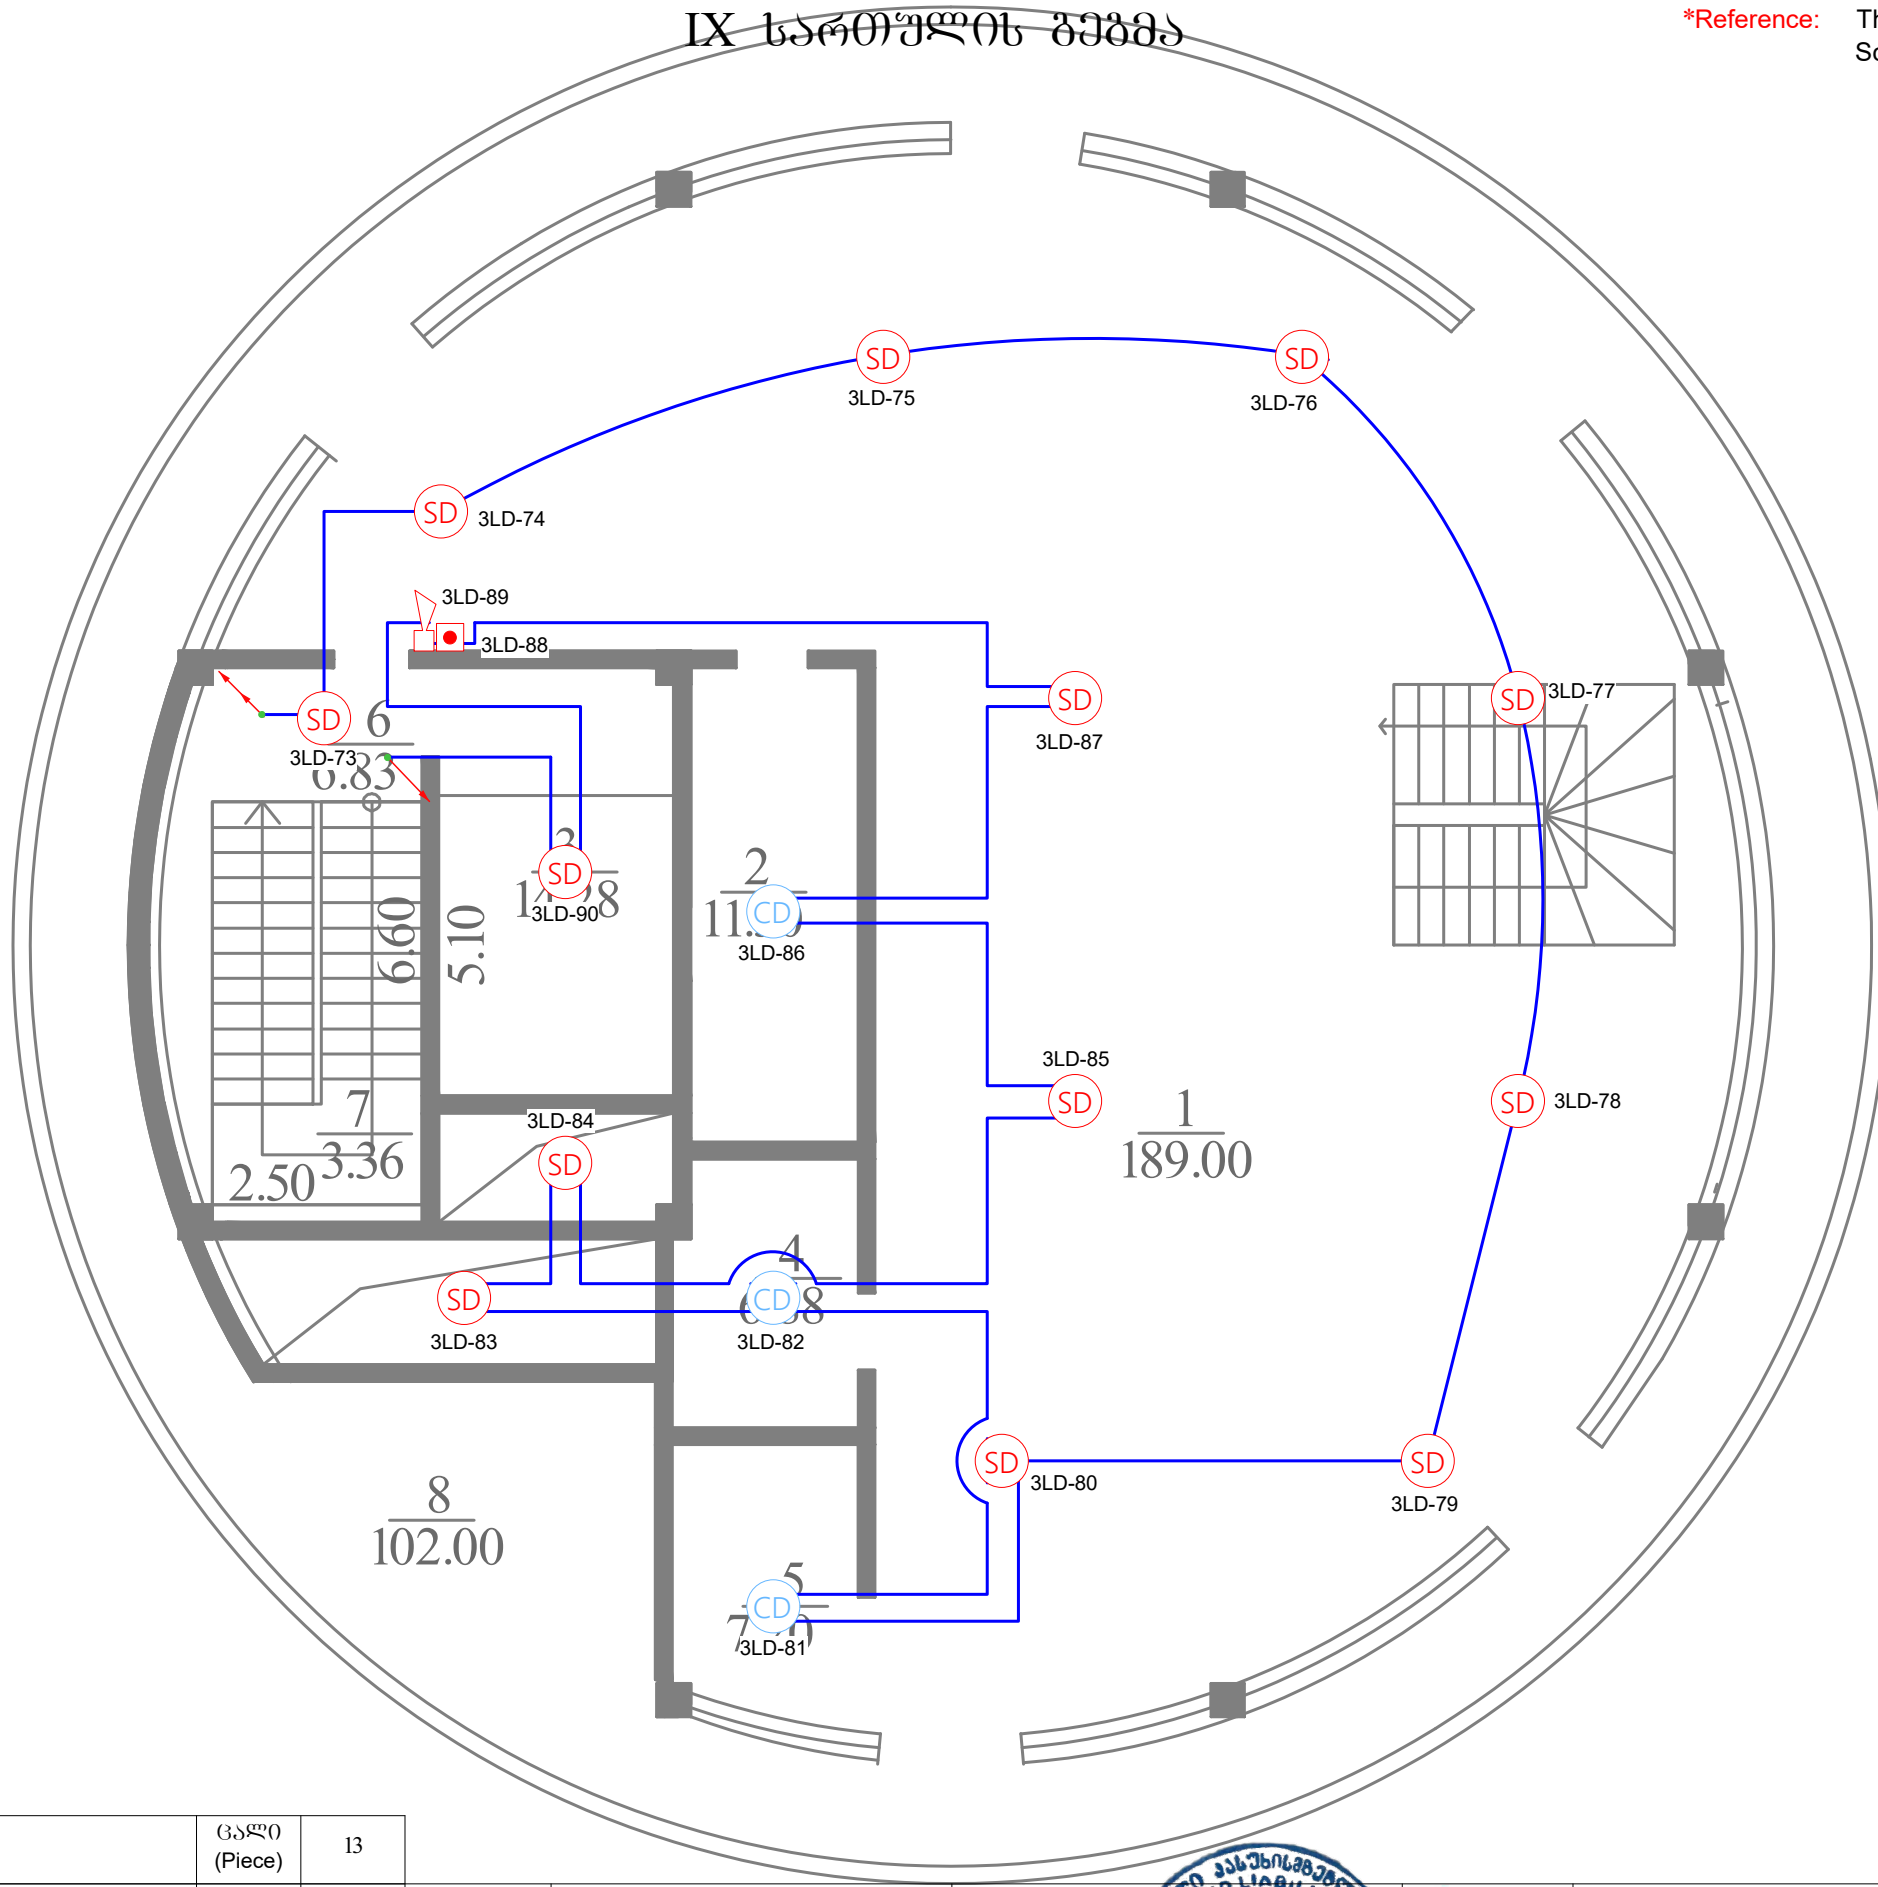 IX სართულის გეგმა
*Reference:
SD
3LD-75
SD
3LD-76
SD
3LD-74
3LD-89
3LD-88
SD
3LD-73
6
6.83
SD
3LD-87
SD
3LD-77
3
SD
3LD-90
2
CD
3LD-86
6.60
5.10
3LD-85
SD
1
189.00
SD
3LD-78
7
3.36
2.50
3LD-84
SD
4
CD
3LD-82
SD
3LD-83
SD
3LD-80
SD
3LD-79
8
102.00
5
CD
3LD-81
ცალი
(Piece)
13